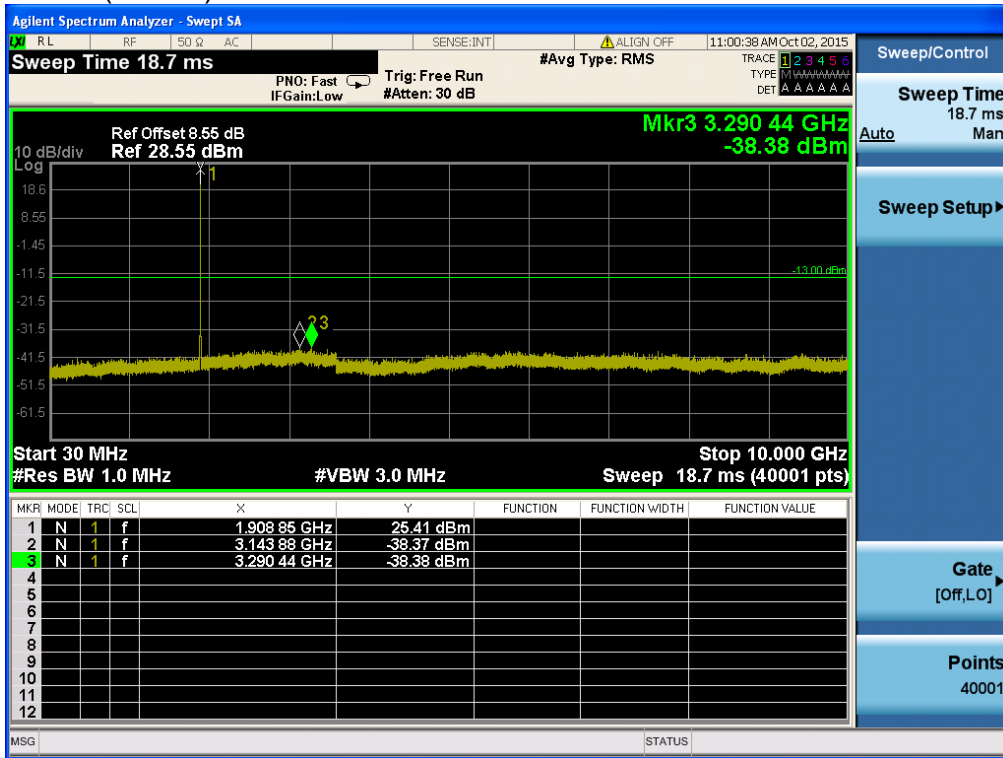 Agilent Spectrum Analyzer - Swept SA
LXI RL RF 50 Ω AC SENSE:INT ALIGN OFF 11:00:38 AM Oct 02, 2015
Sweep Time 18.7 ms
PNO: Fast
IFGain:Low
Trig: Free Run
#Atten: 30 dB
#Avg Type: RMS
TRACE 1 2 3 4 5 6
TYPE M W W W W W
DET A A A A A A
Mkr3 3.290 44 GHz
-38.38 dBm
Ref Offset 8.55 dB
10 dB/div Ref 28.55 dBm
Log
1
18.6
8.55
-1.45
-11.5
-13.00 dBm
-21.5
-31.5
2 3
-41.5
-51.5
-61.5
Start 30 MHz Stop 10.000 GHz
#Res BW 1.0 MHz #VBW 3.0 MHz Sweep 18.7 ms (40001 pts)
MKR MODE TRC SCL X Y FUNCTION FUNCTION WIDTH FUNCTION VALUE
1 N 1 f 1.908 85 GHz 25.41 dBm
2 N 1 f 3.143 88 GHz -38.37 dBm
3 N 1 f 3.290 44 GHz -38.38 dBm
4
5
6
7
8
9
10
11
12
MSG STATUS
Sweep/Control
Sweep Time
18.7 ms
Auto Man
Sweep Setup
Gate
[Off,LO]
Points
40001